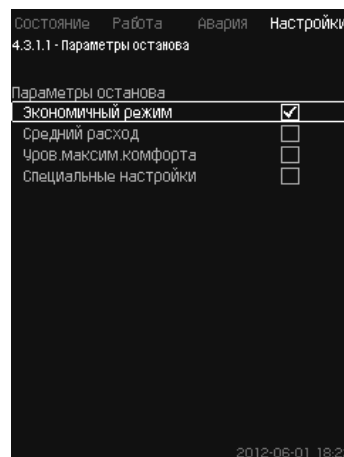 Состояние Работа Авария Настройки
4.3.1.1 - Параметры останова
Параметры останова
Экономичный режим
Средний расход
Уров.максим.комфорта
Специальные настройки
2012-06-01 18:2